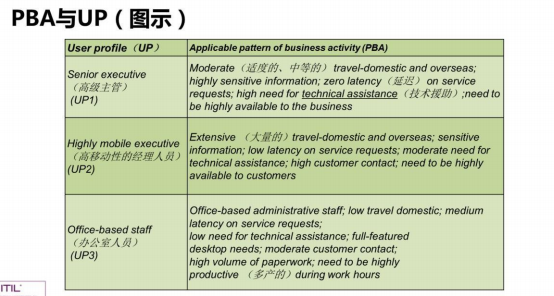 PBA与UP（图示）
User profile（UP）
Applicable pattern of business activity (PBA)
Senior executive
（高级主管）
(UP1)
Moderate（适度的、中等的）travel-domestic and overseas;
highly sensitive information; zero latency（延迟）on service
requests; high need for technical assistance（技术援助）;need to
be highly available to the business
Highly mobile executive
（高移动性的经理人员）
(UP2)
Extensive （大量的）travel-domestic and overseas; sensitive
information; low latency on service requests; moderate need for
technical assistance; high customer contact; need to be highly
available to customers
Office-based staff
（办公室人员）
(UP3)
Office-based administrative staff; low travel domestic; medium
latency on service requests;
low need for technical assistance; full-featured
desktop needs; moderate customer contact;
high volume of paperwork; need to be highly
productive （多产的）during work hours
ITIL®